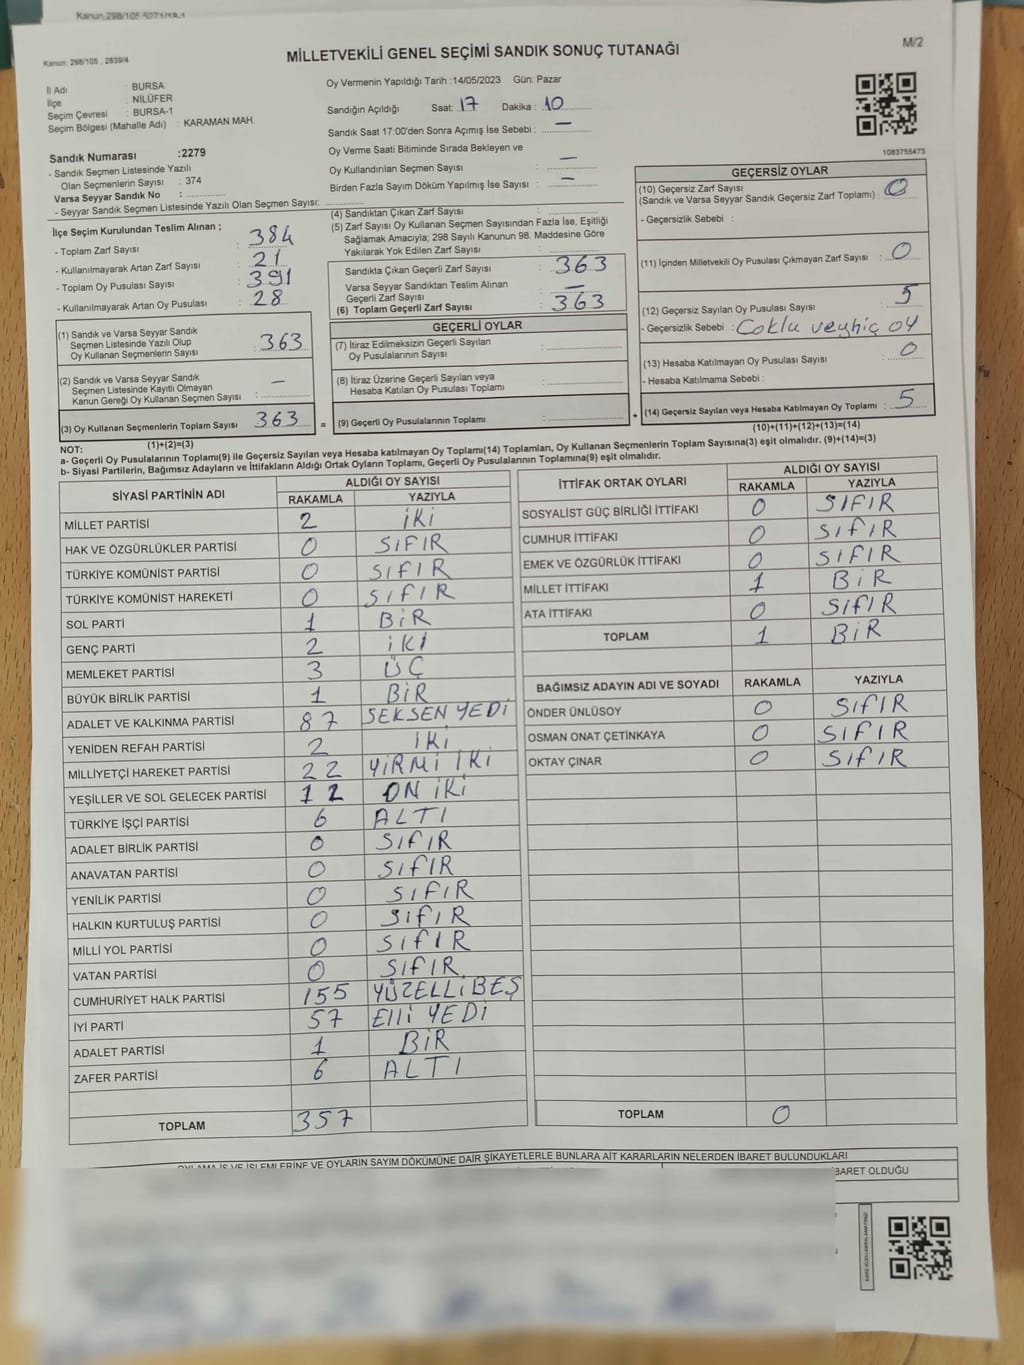 Kanun.298/105
MİLLETVEKİLİ GENEL SEÇİMİ SANDIK SONUÇ TUTANAĞI
M/2
Kanun. 298/105 , 2839/4
İl Adı : BURSA
İlçe : NİLÜFER
Seçim Çevresi : BURSA-1
Seçim Bölgesi (Mahalle Adı) : KARAMAN MAH.
Oy Vermenin Yapıldığı Tarih :14/05/2023 Gün: Pazar
Sandığın Açıldığı Saat: 17 Dakika : 10
Sandık Saat 17:00'den Sonra Açımış İse Sebebi : —
Oy Verme Saati Bitiminde Sırada Bekleyen ve
Oy Kullandırılan Seçmen Sayısı : —
Birden Fazla Sayım Döküm Yapılmış İse Sayısı : —
1083755473
Sandık Numarası :2279
- Sandık Seçmen Listesinde Yazılı
Olan Seçmenlerin Sayısı : 374
Varsa Seyyar Sandık No :
- Seyyar Sandık Seçmen Listesinde Yazılı Olan Seçmen Sayısı:
İlçe Seçim Kurulundan Teslim Alınan ;
- Toplam Zarf Sayısı : 384
- Kullanılmayarak Artan Zarf Sayısı : 21
- Toplam Oy Pusulası Sayısı : 391
- Kullanılmayarak Artan Oy Pusulası : 28
(1) Sandık ve Varsa Seyyar Sandık
Seçmen Listesinde Yazılı Olup
Oy Kullanan Seçmenlerin Sayısı : 363
(2) Sandık ve Varsa Seyyar Sandık
Seçmen Listesinde Kayıtlı Olmayan
Kanun Gereği Oy Kullanan Seçmen Sayısı : —
(3) Oy Kullanan Seçmenlerin Toplam Sayısı : 363
(1)+(2)=(3)
(4) Sandıktan Çıkan Zarf Sayısı :
(5) Zarf Sayısı Oy Kullanan Seçmen Sayısından Fazla İse, Eşitliği
Sağlamak Amacıyla; 298 Sayılı Kanunun 98. Maddesine Göre
Yakılarak Yok Edilen Zarf Sayısı :
Sandıkta Çıkan Geçerli Zarf Sayısı : 363
Varsa Seyyar Sandıktan Teslim Alınan
Geçerli Zarf Sayısı : —
(6) Toplam Geçerli Zarf Sayısı : 363
GEÇERLİ OYLAR
(7) İtiraz Edilmeksizin Geçerli Sayılan
Oy Pusulalarının Sayısı :
(8) İtiraz Üzerine Geçerli Sayılan veya
Hesaba Katılan Oy Pusulası Toplamı :
= (9) Geçerli Oy Pusulalarının Toplamı :
GEÇERSİZ OYLAR
(10) Geçersiz Zarf Sayısı
(Sandık ve Varsa Seyyar Sandık Geçersiz Zarf Toplamı) : 0
- Geçersizlik Sebebi :
(11) İçinden Milletvekili Oy Pusulası Çıkmayan Zarf Sayısı : 0
(12) Geçersiz Sayılan Oy Pusulası Sayısı : 5
- Geçersizlik Sebebi : Çoklu veyhiç oy
(13) Hesaba Katılmayan Oy Pusulası Sayısı : 0
- Hesaba Katılmama Sebebi :
+ (14) Geçersiz Sayılan veya Hesaba Katılmayan Oy Toplamı : 5
(10)+(11)+(12)+(13)=(14)
NOT:
a- Geçerli Oy Pusulalarının Toplamı(9) ile Geçersiz Sayılan veya Hesaba katılmayan Oy Toplamı(14) Toplamları, Oy Kullanan Seçmenlerin Toplam Sayısına(3) eşit olmalıdır. (9)+(14)=(3)
b- Siyasi Partilerin, Bağımsız Adayların ve İttifakların Aldığı Ortak Oyların Toplamı, Geçerli Oy Pusulalarının Toplamına(9) eşit olmalıdır.
SİYASİ PARTİNİN ADI ALDIĞI OY SAYISI
RAKAMLA YAZIYLA
MİLLET PARTİSİ 2 İKİ
HAK VE ÖZGÜRLÜKLER PARTİSİ 0 SIFIR
TÜRKİYE KOMÜNİST PARTİSİ 0 SIFIR
TÜRKİYE KOMÜNİST HAREKETİ 0 SIFIR
SOL PARTİ 1 BİR
GENÇ PARTİ 2 İKİ
MEMLEKET PARTİSİ 3 ÜÇ
BÜYÜK BİRLİK PARTİSİ 1 BİR
ADALET VE KALKINMA PARTİSİ 87 SEKSEN YEDİ
YENİDEN REFAH PARTİSİ 2 İKİ
MİLLİYETÇİ HAREKET PARTİSİ 22 YİRMİ İKİ
YEŞİLLER VE SOL GELECEK PARTİSİ 12 ON İKİ
TÜRKİYE İŞÇİ PARTİSİ 6 ALTI
ADALET BİRLİK PARTİSİ 0 SIFIR
ANAVATAN PARTİSİ 0 SIFIR
YENİLİK PARTİSİ 0 SIFIR
HALKIN KURTULUŞ PARTİSİ 0 SIFIR
MİLLİ YOL PARTİSİ 0 SIFIR
VATAN PARTİSİ 0 SIFIR
CUMHURİYET HALK PARTİSİ 155 YÜZELLİBEŞ
İYİ PARTİ 57 ELLİ YEDİ
ADALET PARTİSİ 1 BİR
ZAFER PARTİSİ 6 ALTI
TOPLAM 357
İTTİFAK ORTAK OYLARI ALDIĞI OY SAYISI
RAKAMLA YAZIYLA
SOSYALİST GÜÇ BİRLİĞİ İTTİFAKI 0 SIFIR
CUMHUR İTTİFAKI 0 SIFIR
EMEK VE ÖZGÜRLÜK İTTİFAKI 0 SIFIR
MİLLET İTTİFAKI 1 BİR
ATA İTTİFAKI 0 SIFIR
TOPLAM 1 BİR
BAĞIMSIZ ADAYIN ADI VE SOYADI RAKAMLA YAZIYLA
ÖNDER ÜNLÜSOY 0 SIFIR
OSMAN ONAT ÇETİNKAYA 0 SIFIR
OKTAY ÇINAR 0 SIFIR
TOPLAM 0
OYLAMA İŞ VE İŞLEMLERİNE VE OYLARIN SAYIM DÖKÜMÜNE DAİR ŞİKAYETLERLE BUNLARA AİT KARARLARIN NELERDEN İBARET BULUNDUKLARI
İBARET OLDUĞU